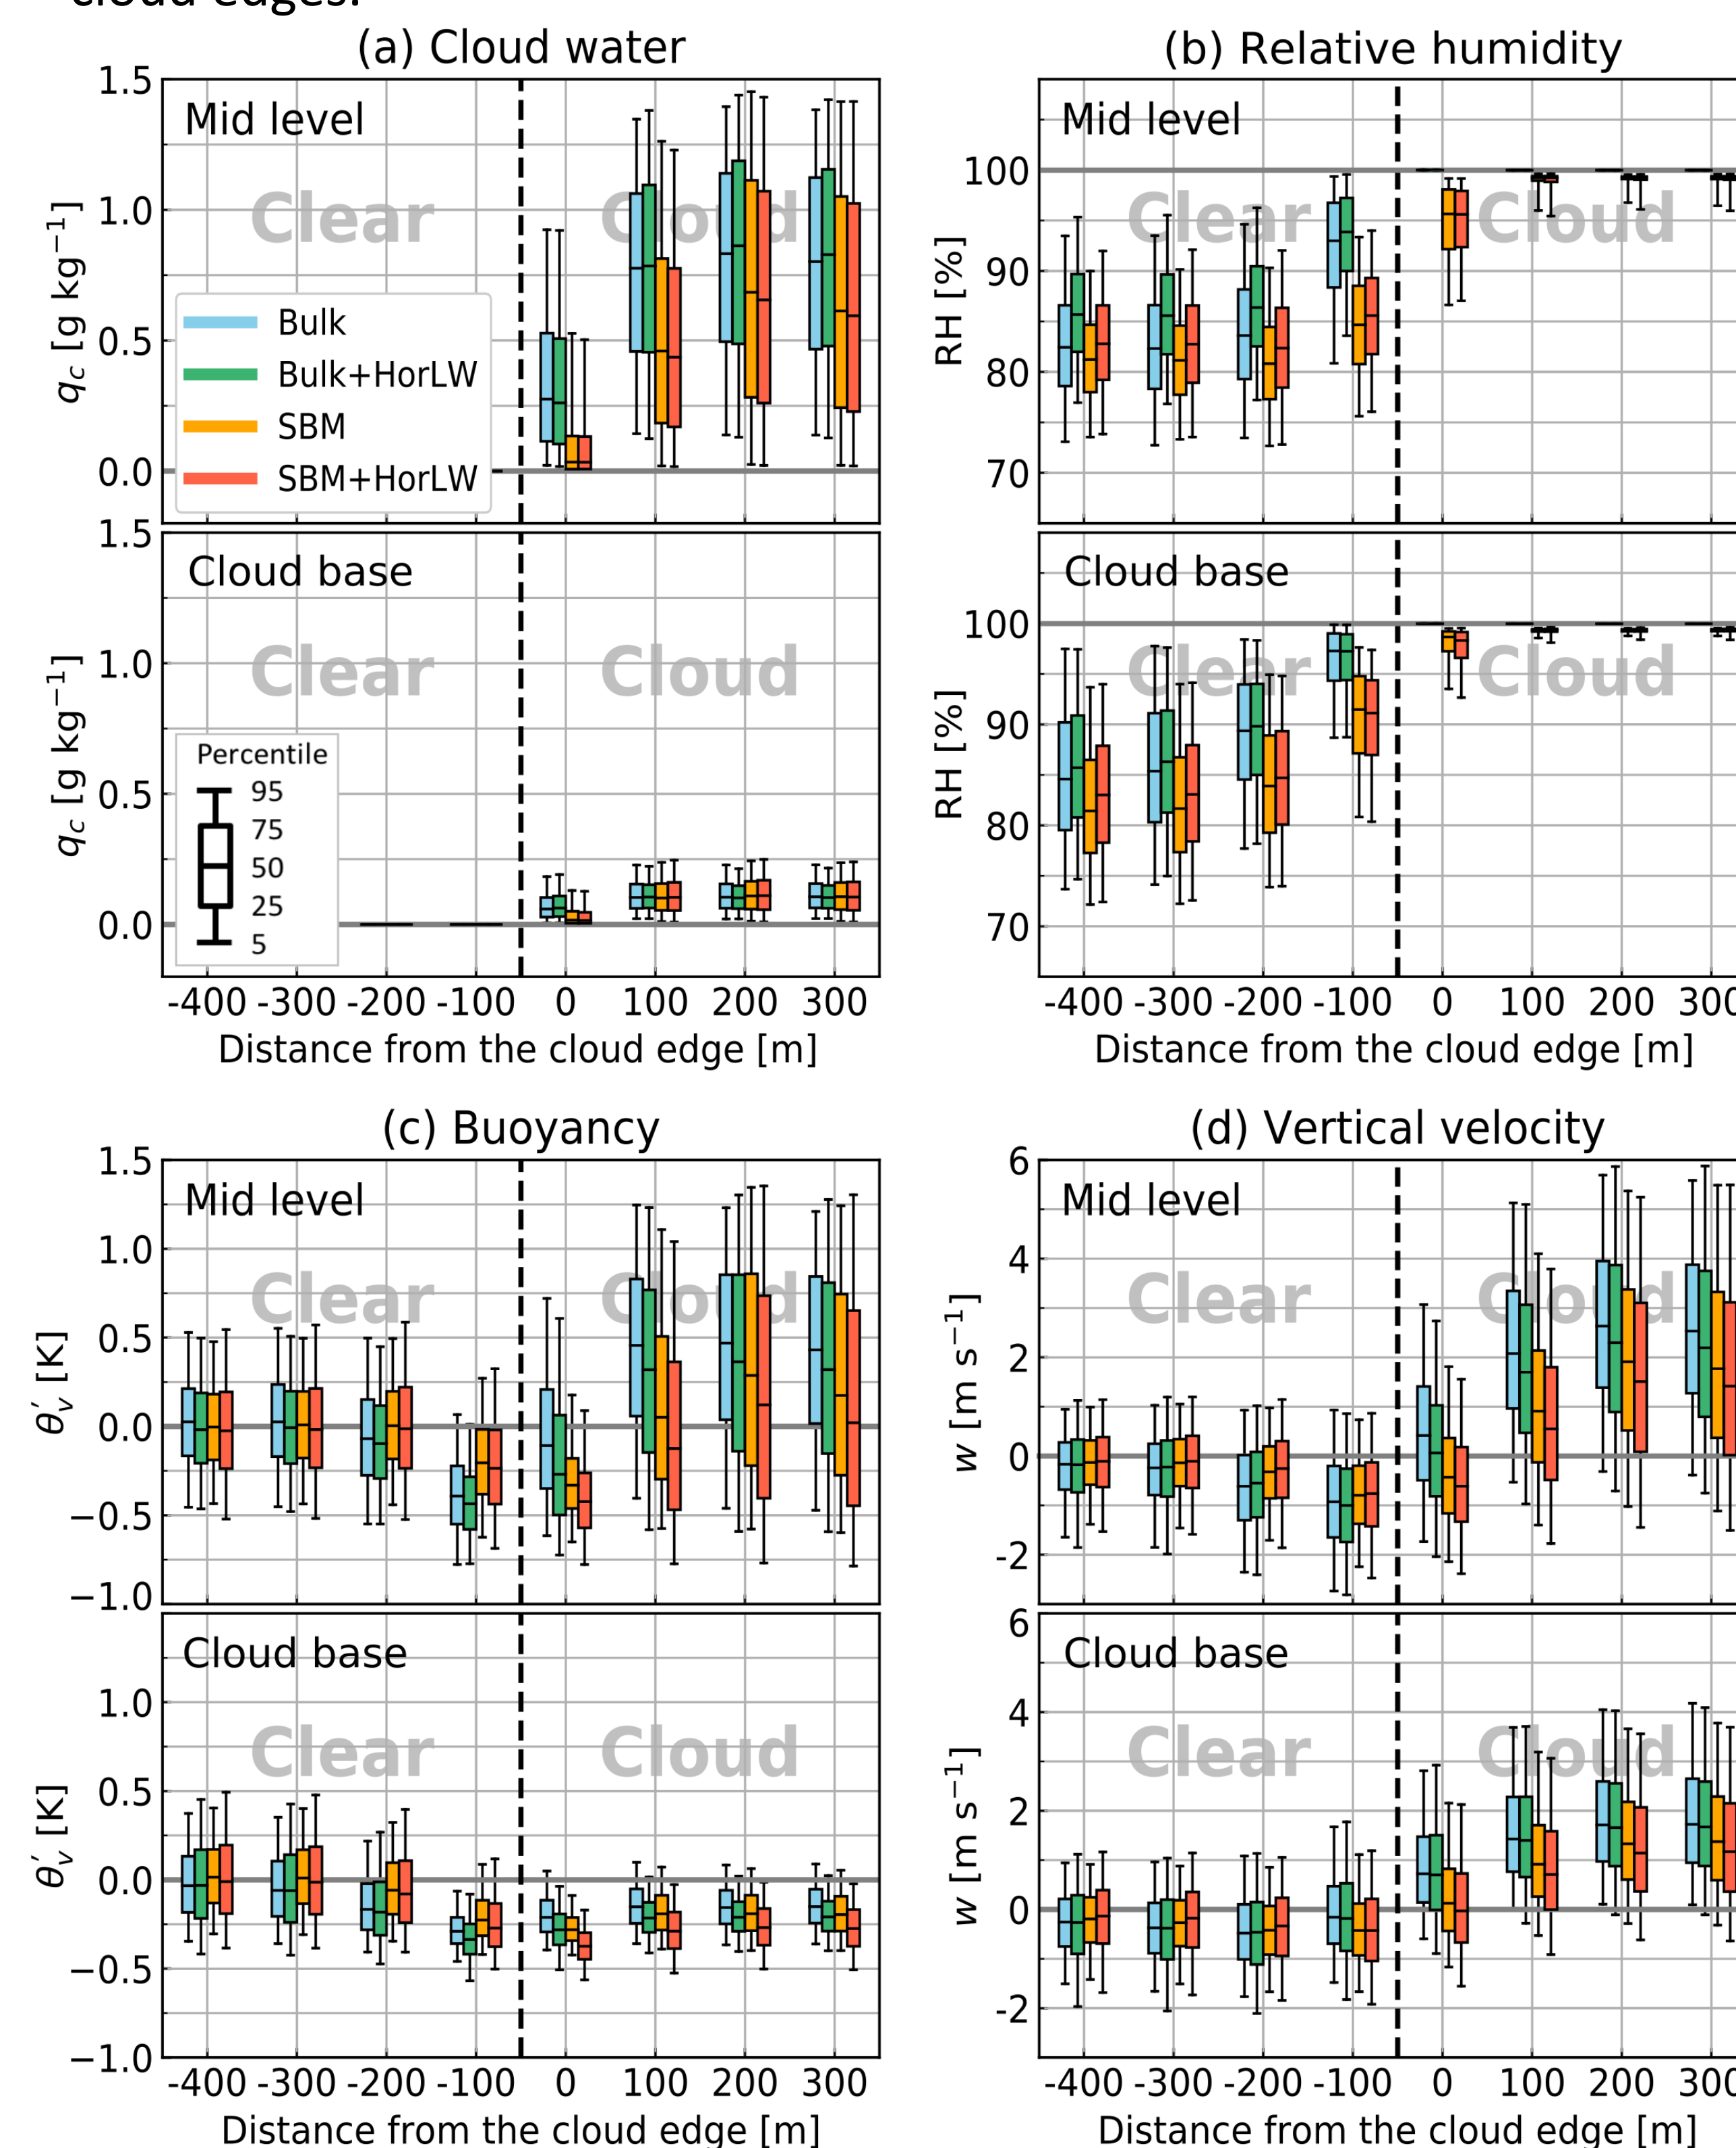 cloud edges.
(a) Cloud water
(b) Relative humidity
1.5
1.0
0.5
0.0
q_c [g kg⁻¹]
Mid level
Clear
Cloud
Bulk
Bulk+HorLW
SBM
SBM+HorLW
100
90
80
70
RH [%]
Mid level
Clear
Cloud
1.5
1.0
0.5
0.0
q_c [g kg⁻¹]
Cloud base
Clear
Cloud
Percentile
95
75
50
25
5
-400 -300 -200 -100 0 100 200 300
Distance from the cloud edge [m]
100
90
80
70
RH [%]
Cloud base
Clear
Cloud
-400 -300 -200 -100 0 100 200 300
Distance from the cloud edge [m]
(c) Buoyancy
(d) Vertical velocity
1.5
1.0
0.5
0.0
−0.5
−1.0
θ′_v [K]
Mid level
Clear
Cloud
6
4
2
0
-2
w [m s⁻¹]
Mid level
Clear
Cloud
1.0
0.5
0.0
−0.5
−1.0
θ′_v [K]
Cloud base
Clear
Cloud
-400 -300 -200 -100 0 100 200 300
Distance from the cloud edge [m]
6
4
2
0
-2
w [m s⁻¹]
Cloud base
Clear
Cloud
-400 -300 -200 -100 0 100 200 300
Distance from the cloud edge [m]